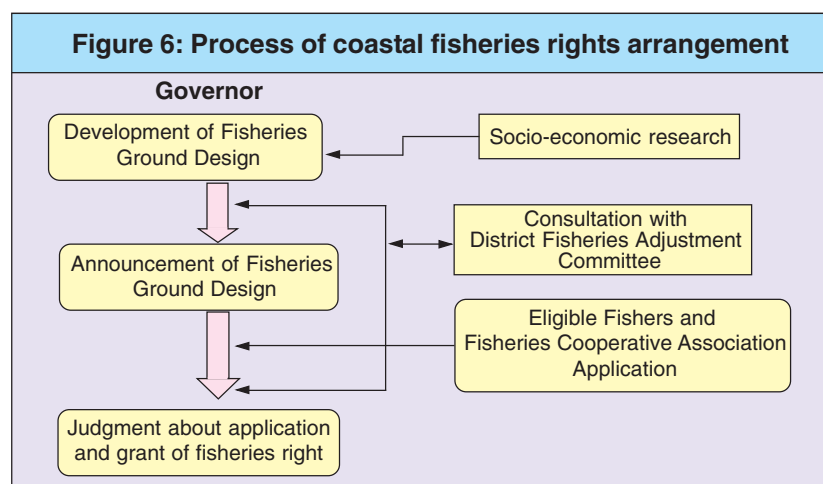 Figure 6: Process of coastal fisheries rights arrangement
Governor
Development of Fisheries
Ground Design
Socio-economic research
Consultation with
District Fisheries Adjustment
Committee
Announcement of Fisheries
Ground Design
Eligible Fishers and
Fisheries Cooperative Association
Application
Judgment about application
and grant of fisheries right